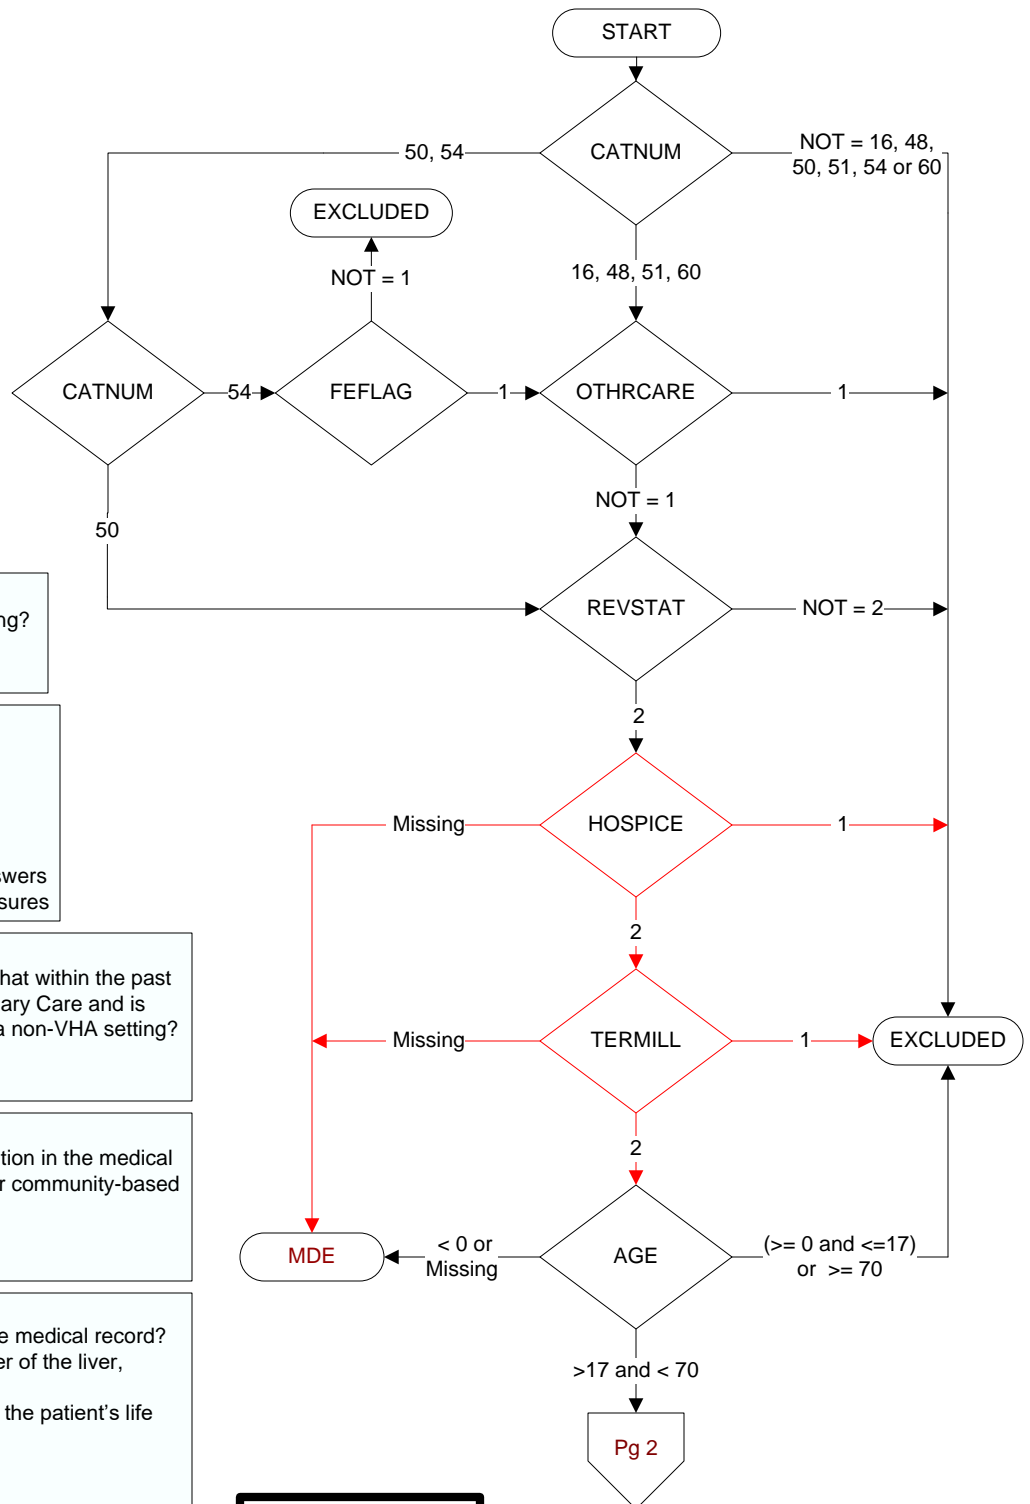 START
CATNUM
50, 54
NOT = 16, 48,
50, 51, 54 or 60
EXCLUDED
NOT = 1
16, 48, 51, 60
CATNUM
54
FEFLAG
1
OTHRCARE
1
NOT = 1
50
REVSTAT
NOT = 2
2
Missing
HOSPICE
1
2
Missing
TERMILL
1
EXCLUDED
2
MDE
< 0 or
Missing
AGE
(>= 0 and <=17)
or >= 70
>17 and < 70
Pg 2
ng?
swers
sures
hat within the past
ary Care and is
a non-VHA setting?
tion in the medical
r community-based
e medical record?
er of the liver,
the patient’s life